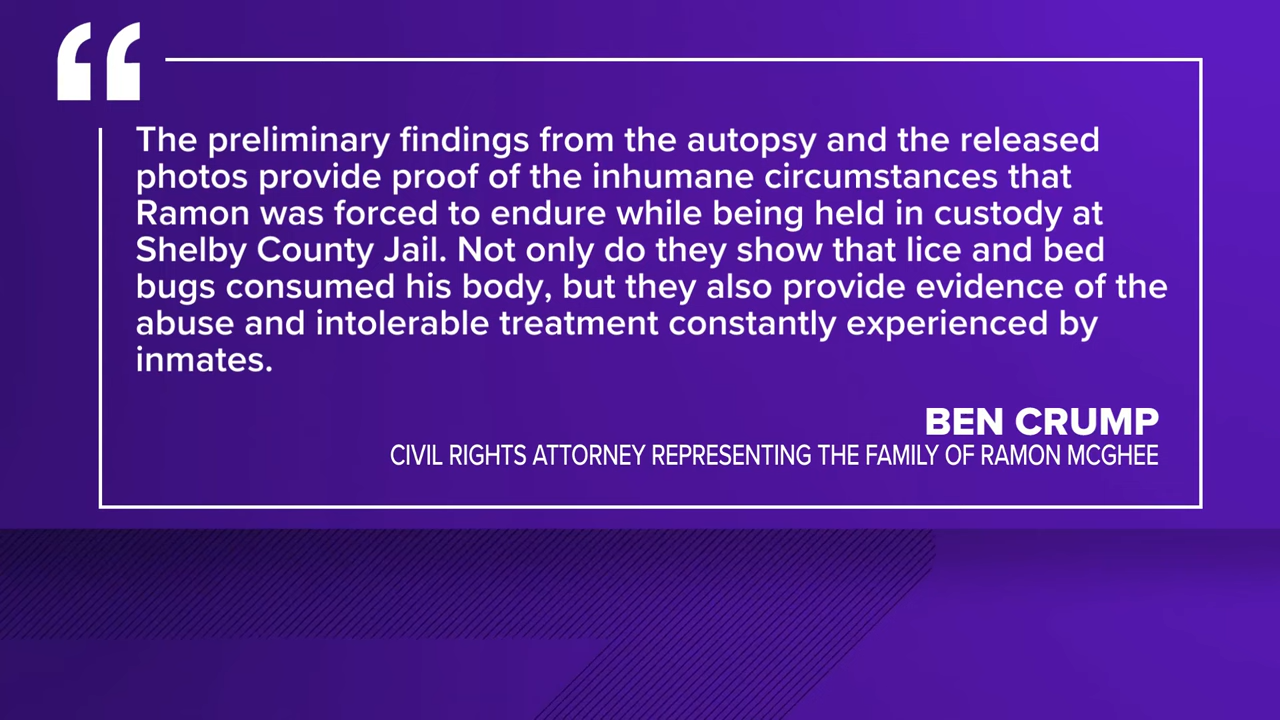 “
The preliminary findings from the autopsy and the released
photos provide proof of the inhumane circumstances that
Ramon was forced to endure while being held in custody at
Shelby County Jail. Not only do they show that lice and bed
bugs consumed his body, but they also provide evidence of the
abuse and intolerable treatment constantly experienced by
inmates.
BEN CRUMP
CIVIL RIGHTS ATTORNEY REPRESENTING THE FAMILY OF RAMON MCGHEE